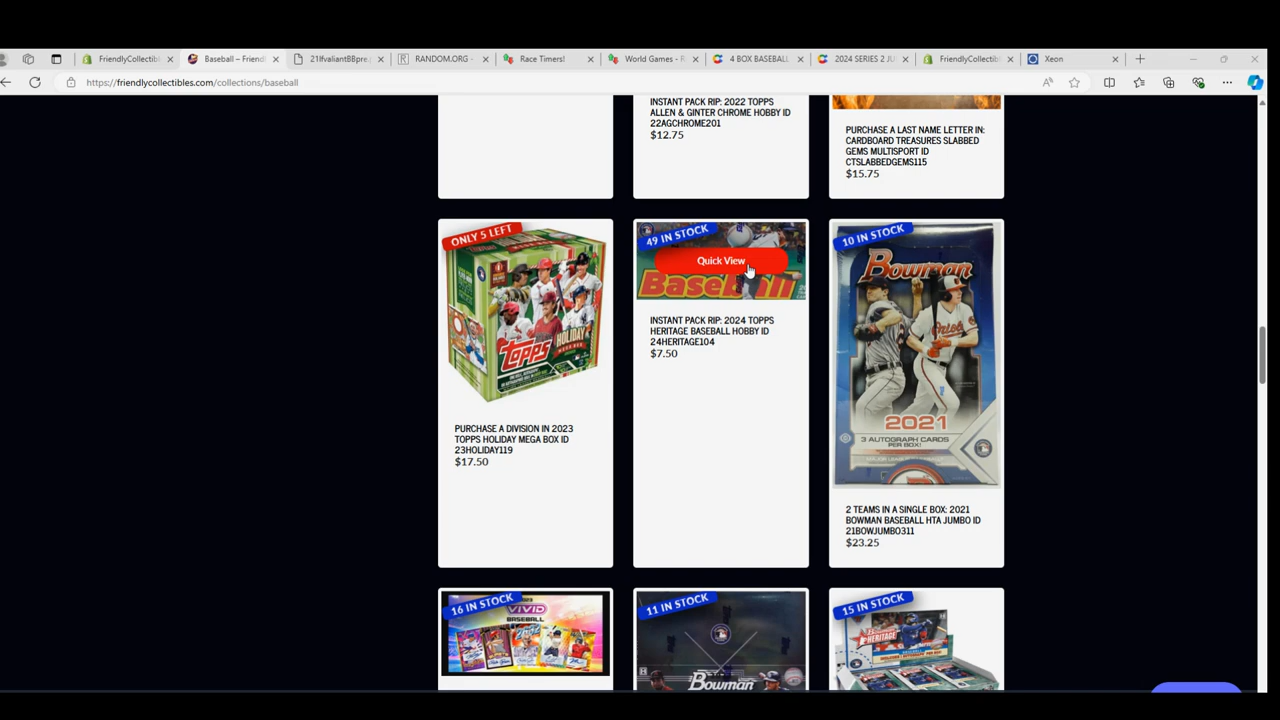 FriendlyCollectibl
Baseball – Friendl
21lfvaliantBBpre.j
RANDOM.ORG -
Race Timers!
World Games - R
4 BOX BASEBALL
2024 SERIES 2 JU
FriendlyCollectibl
Xeon
https://friendlycollectibles.com/collections/baseball
INSTANT PACK RIP: 2022 TOPPS
ALLEN & GINTER CHROME HOBBY ID
22AGCHROME201
$12.75
PURCHASE A LAST NAME LETTER IN:
CARDBOARD TREASURES SLABBED
GEMS MULTISPORT ID
CTSLABBEDGEMS115
$15.75
ONLY 5 LEFT
TOPPS
HOLIDAY
PURCHASE A DIVISION IN 2023
TOPPS HOLIDAY MEGA BOX ID
23HOLIDAY119
$17.50
49 IN STOCK
Quick View
Baseball
INSTANT PACK RIP: 2024 TOPPS
HERITAGE BASEBALL HOBBY ID
24HERITAGE104
$7.50
10 IN STOCK
Bowman
Orioles
2021
3 AUTOGRAPH CARDS
PER BOX!
2 TEAMS IN A SINGLE BOX: 2021
BOWMAN BASEBALL HTA JUMBO ID
21BOWJUMBO311
$23.25
16 IN STOCK
VIVID
BASEBALL
11 IN STOCK
Bowman
15 IN STOCK
HERITAGE